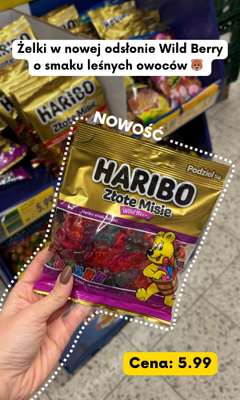 Żelki w nowej odsłonie Wild Berry
o smaku leśnych owoców 🐻
HARIBO
Złote Misie
NOWOŚĆ
Podziel się
HARIBO
Złote Misie
Wild Berry
Cena: 5.99